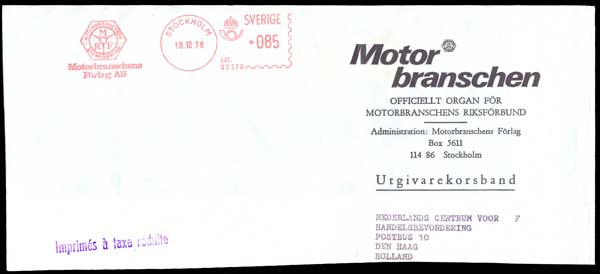 M
RF
Motorbranschens
Förlag AB
STOCKHOLM
18.12.78
SVERIGE
085
LIC.
Motor
branschen
OFFICIELLT ORGAN FÖR
MOTORBRANSCHENS RIKSFÖRBUND
Administration: Motorbranschens Förlag
Box 5611
114 86 Stockholm
Utgivarekorsband
NEDERLANDS CENTRUM VOOR F
HANDELSBEVORDERING
POSTBUS 10
DEN HAAG
HOLLAND
Imprimés à taxe réduite